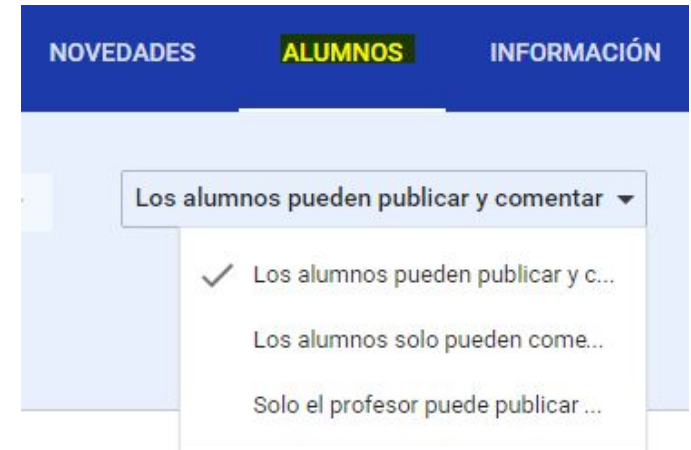 NOVEDADES ALUMNOS INFORMACIÓN
Los alumnos pueden publicar y comentar
Los alumnos pueden publicar y c...
Los alumnos solo pueden come...
Solo el profesor puede publicar ...